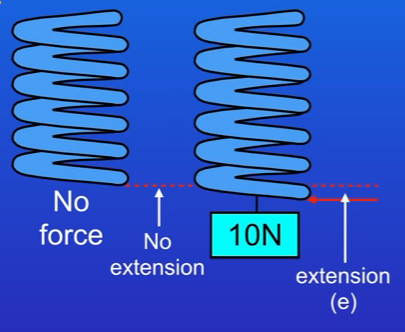 No
force
No
extension
10N
extension
(e)